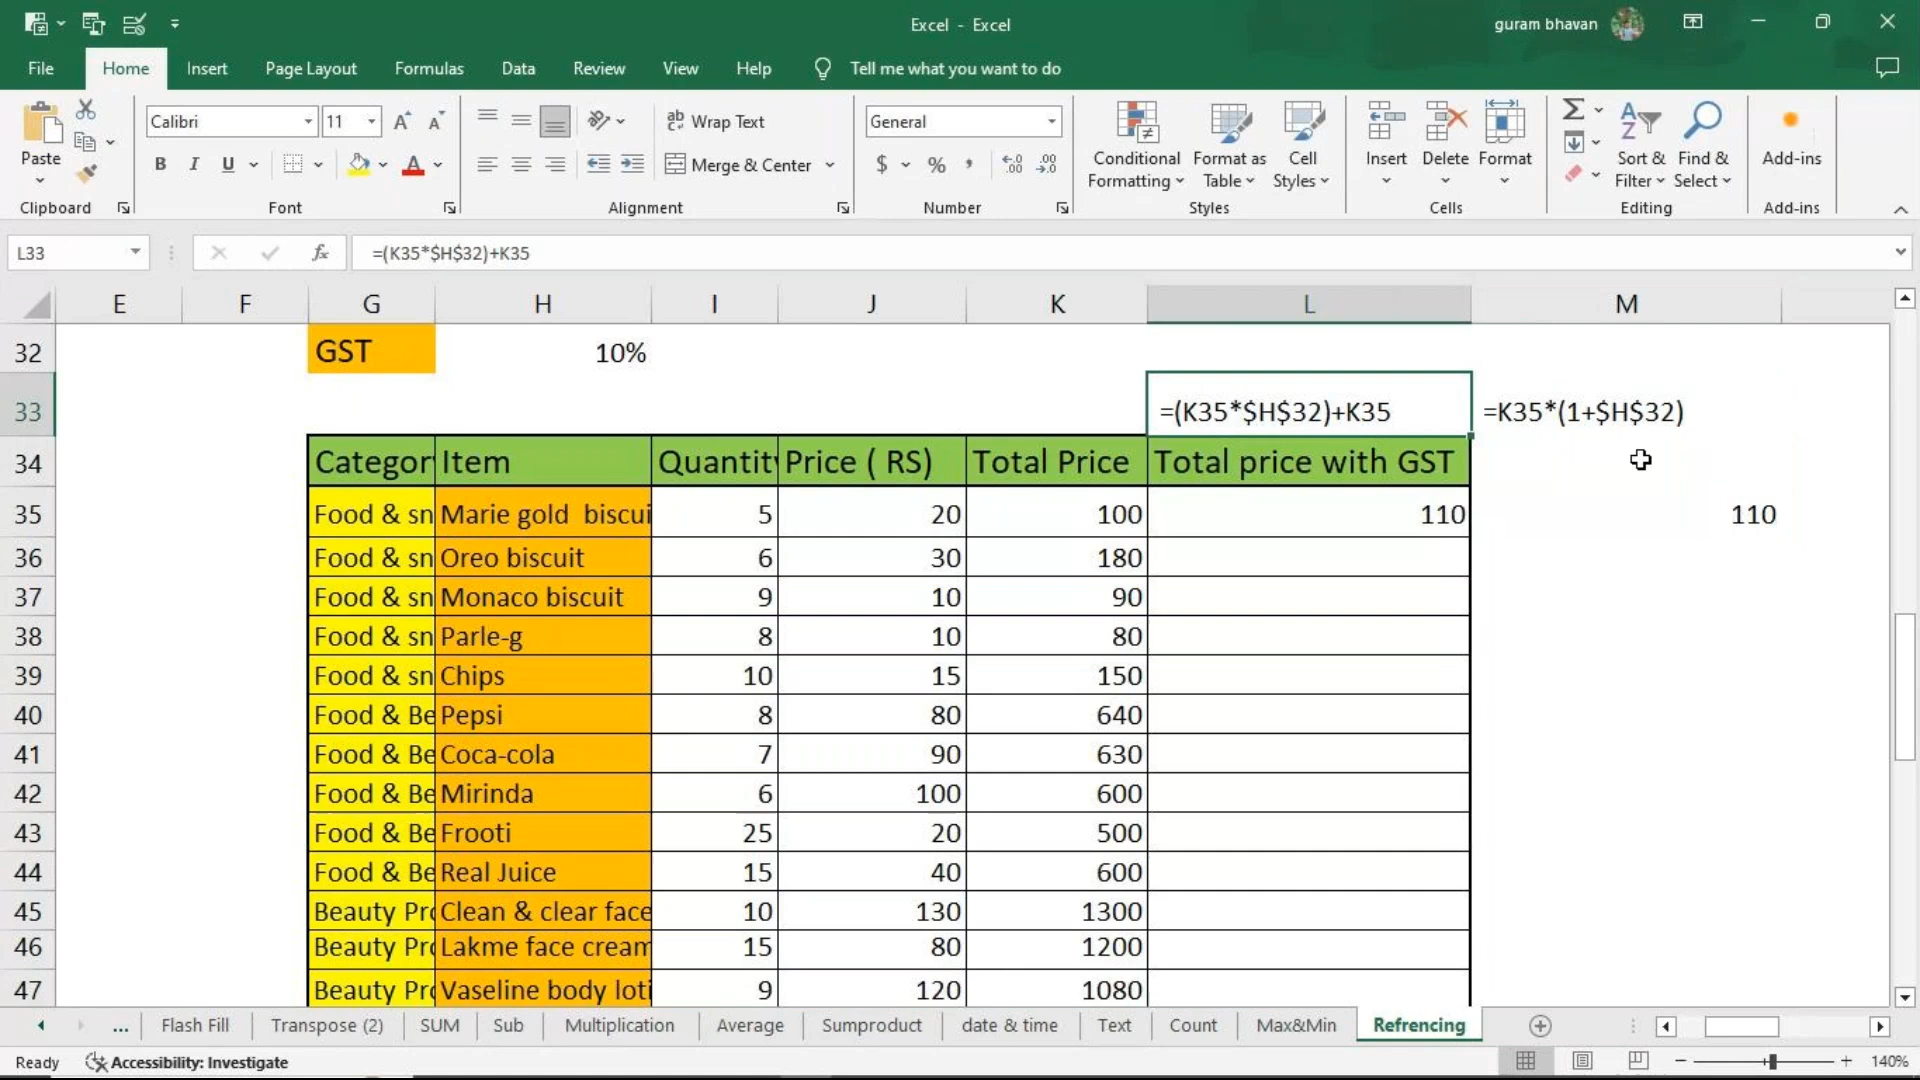 Excel - Excel
guram bhavan
File Home Insert Page Layout Formulas Data Review View Help Tell me what you want to do
Paste
Calibri 11
B I U
Wrap Text
Merge & Center
General
$ %
Conditional Formatting
Format as Table
Cell Styles
Insert
Delete
Format
Sort & Filter
Find & Select
Add-ins
Clipboard Font Alignment Number Styles Cells Editing Add-ins
L33 fx =(K35*$H$32)+K35
E F G H I J K L M
32 GST 10%
33 =(K35*$H$32)+K35 =K35*(1+$H$32)
34 Categor Item Quantity Price ( RS) Total Price Total price with GST
35 Food & sn Marie gold biscui 5 20 100 110 110
36 Food & sn Oreo biscuit 6 30 180
37 Food & sn Monaco biscuit 9 10 90
38 Food & sn Parle-g 8 10 80
39 Food & sn Chips 10 15 150
40 Food & Be Pepsi 8 80 640
41 Food & Be Coca-cola 7 90 630
42 Food & Be Mirinda 6 100 600
43 Food & Be Frooti 25 20 500
44 Food & Be Real Juice 15 40 600
45 Beauty Pro Clean & clear face 10 130 1300
46 Beauty Pro Lakme face cream 15 80 1200
47 Beauty Pro Vaseline body loti 9 120 1080
... Flash Fill Transpose (2) SUM Sub Multiplication Average Sumproduct date & time Text Count Max&Min Refrencing
Ready Accessibility: Investigate 140%